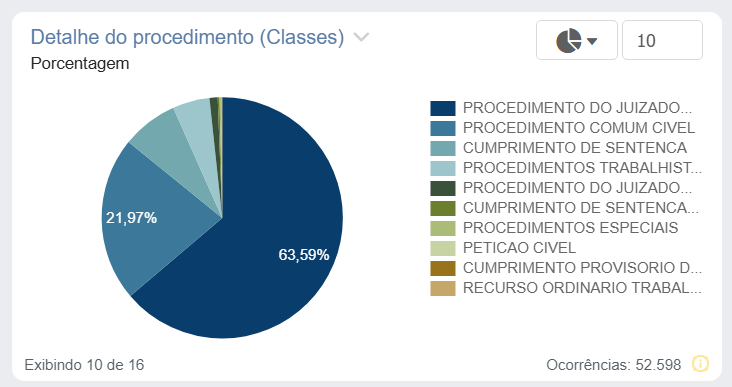 Detalhe do procedimento (Classes)
10
Porcentagem
PROCEDIMENTO DO JUIZADO...
PROCEDIMENTO COMUM CIVEL
CUMPRIMENTO DE SENTENCA
PROCEDIMENTOS TRABALHIST...
PROCEDIMENTO DO JUIZADO...
CUMPRIMENTO DE SENTENCA...
PROCEDIMENTOS ESPECIAIS
PETICAO CIVEL
CUMPRIMENTO PROVISORIO D...
RECURSO ORDINARIO TRABAL...
21,97%
63,59%
Exibindo 10 de 16
Ocorrências: 52.598